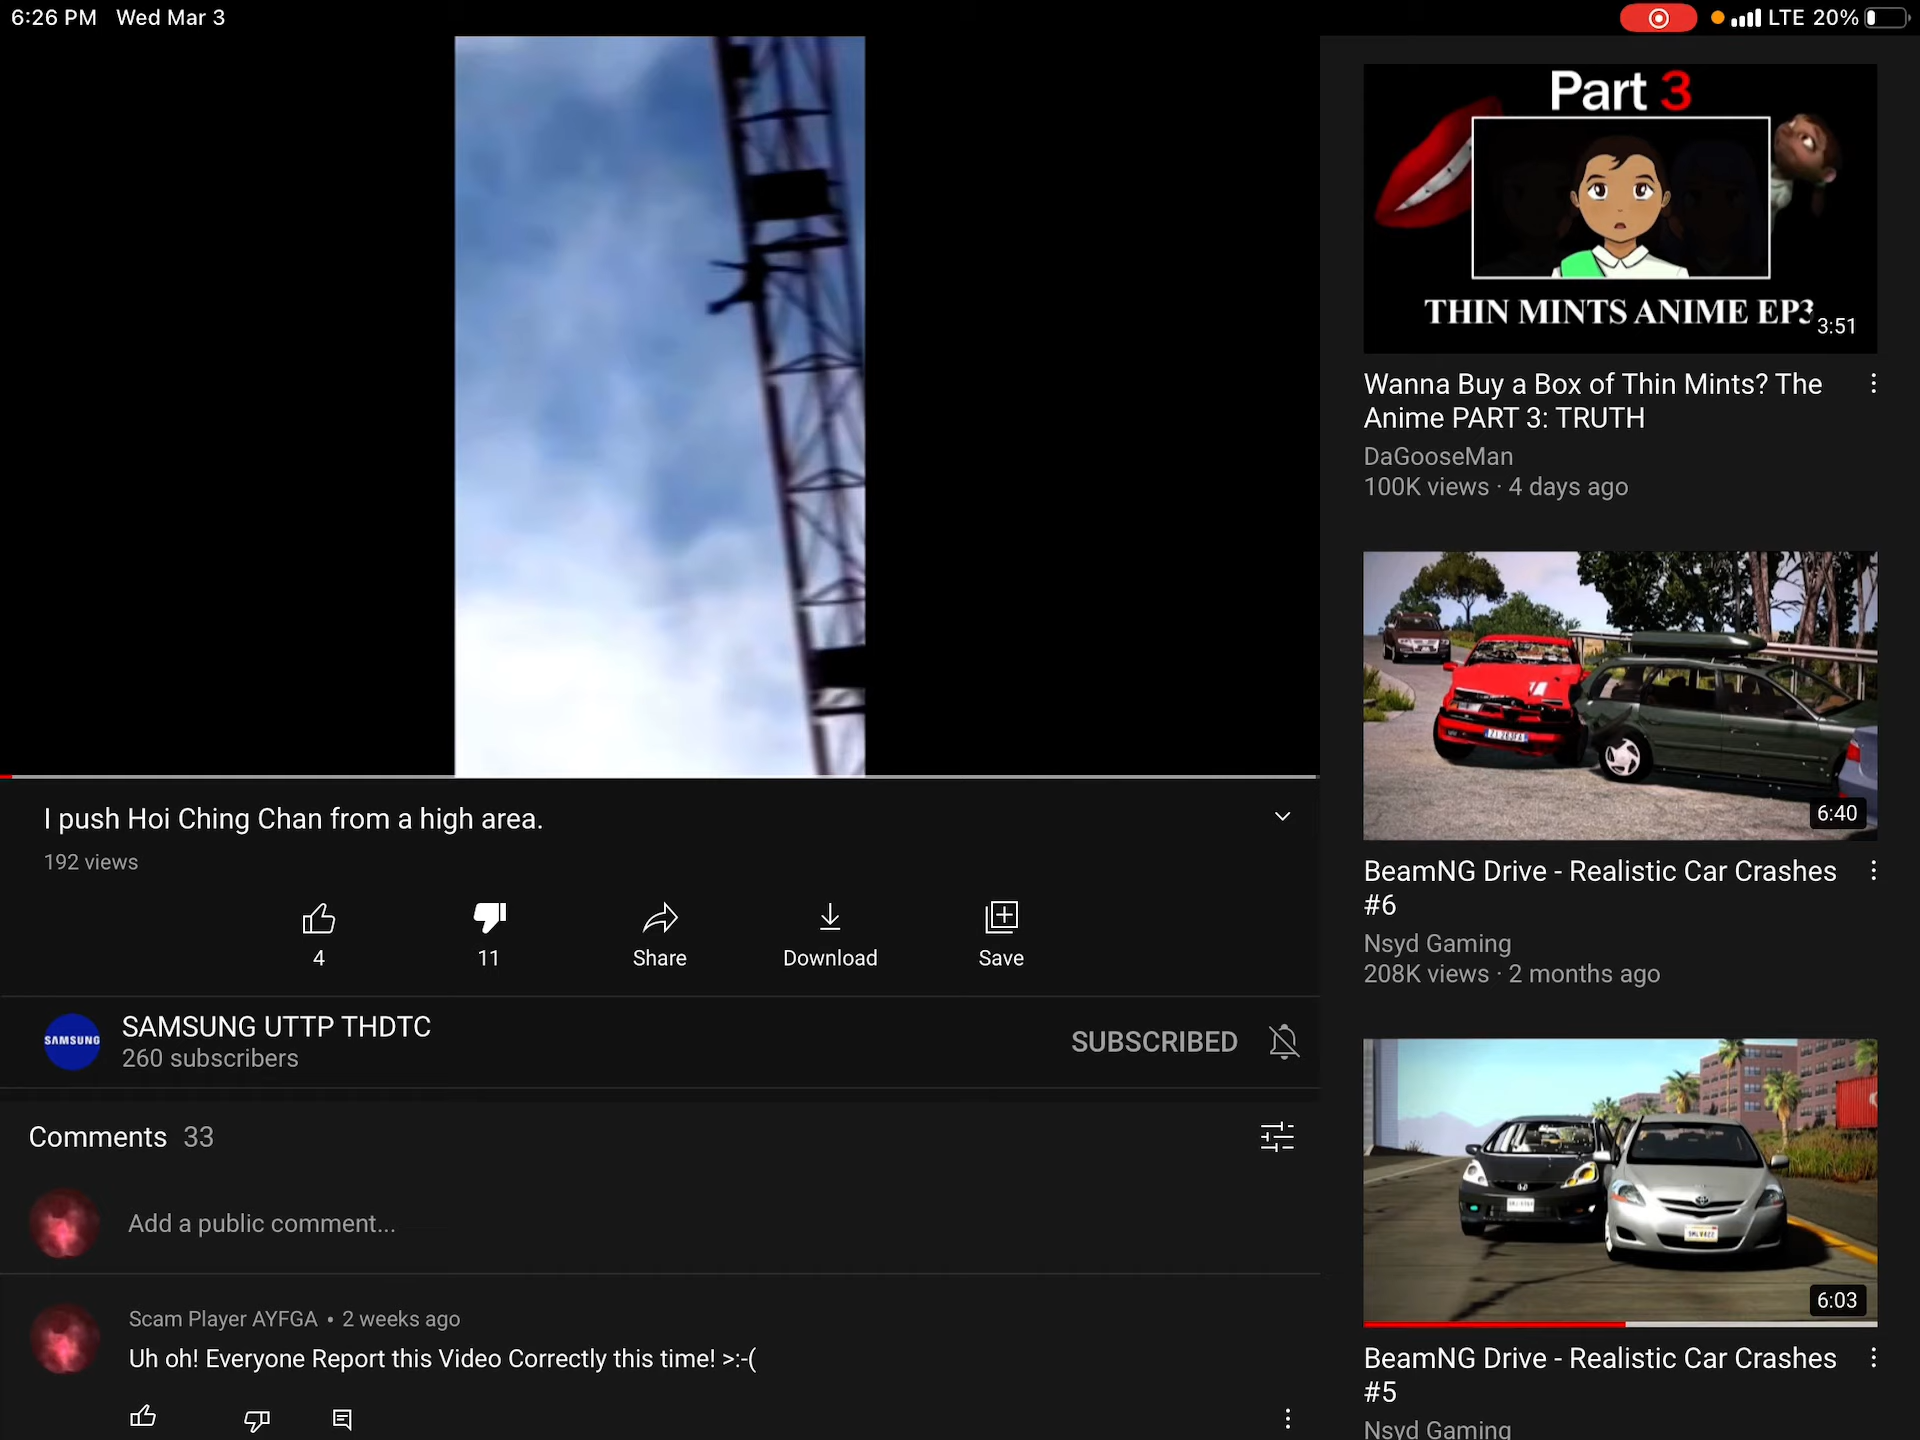 6:26 PM Wed Mar 3
LTE 20%
I push Hoi Ching Chan from a high area.
192 views
4
11
Share
Download
Save
SAMSUNG
SAMSUNG UTTP THDTC
260 subscribers
SUBSCRIBED
Comments 33
Add a public comment...
Scam Player AYFGA • 2 weeks ago
Uh oh! Everyone Report this Video Correctly this time! >:-(
Part 3
THIN MINTS ANIME EP3
3:51
Wanna Buy a Box of Thin Mints? The
Anime PART 3: TRUTH
DaGooseMan
100K views · 4 days ago
6:40
BeamNG Drive - Realistic Car Crashes
#6
Nsyd Gaming
208K views · 2 months ago
6:03
BeamNG Drive - Realistic Car Crashes
#5
Nsyd Gaming